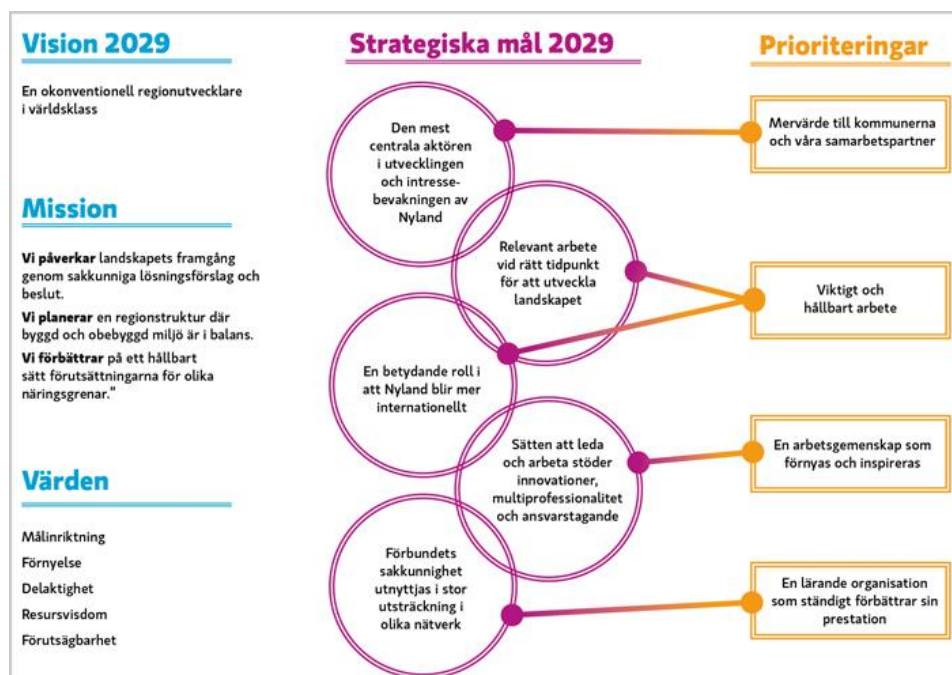 Vision 2029
En okonventionell regionutvecklare
i världsklass
Mission
Vi påverkar landskapets framgång
genom sakkunniga lösningsförslag och
beslut.
Vi planerar en regionstruktur där
byggd och obebyggd miljö är i balans.
Vi förbättrar på ett hållbart
sätt förutsättningarna för olika
näringsgrenar.”
Värden
Målinriktning
Förnyelse
Delaktighet
Resursvisdom
Förutsägbarhet
Strategiska mål 2029
Den mest
centrala aktören
i utvecklingen
och intresse-
bevakningen av
Nyland
Relevant arbete
vid rätt tidpunkt
för att utveckla
landskapet
En betydande roll i
att Nyland blir mer
internationellt
Sätten att leda
och arbeta stöder
innovationer,
multiprofessionalitet
och ansvarstagande
Förbundets
sakkunnighet
utnyttjas i stor
utsträckning i
olika nätverk
Prioriteringar
Mervärde till kommunerna
och våra samarbetspartner
Viktigt och
hållbart arbete
En arbetsgemenskap som
förnyas och inspireras
En lärande organisation
som ständigt förbättrar sin
prestation